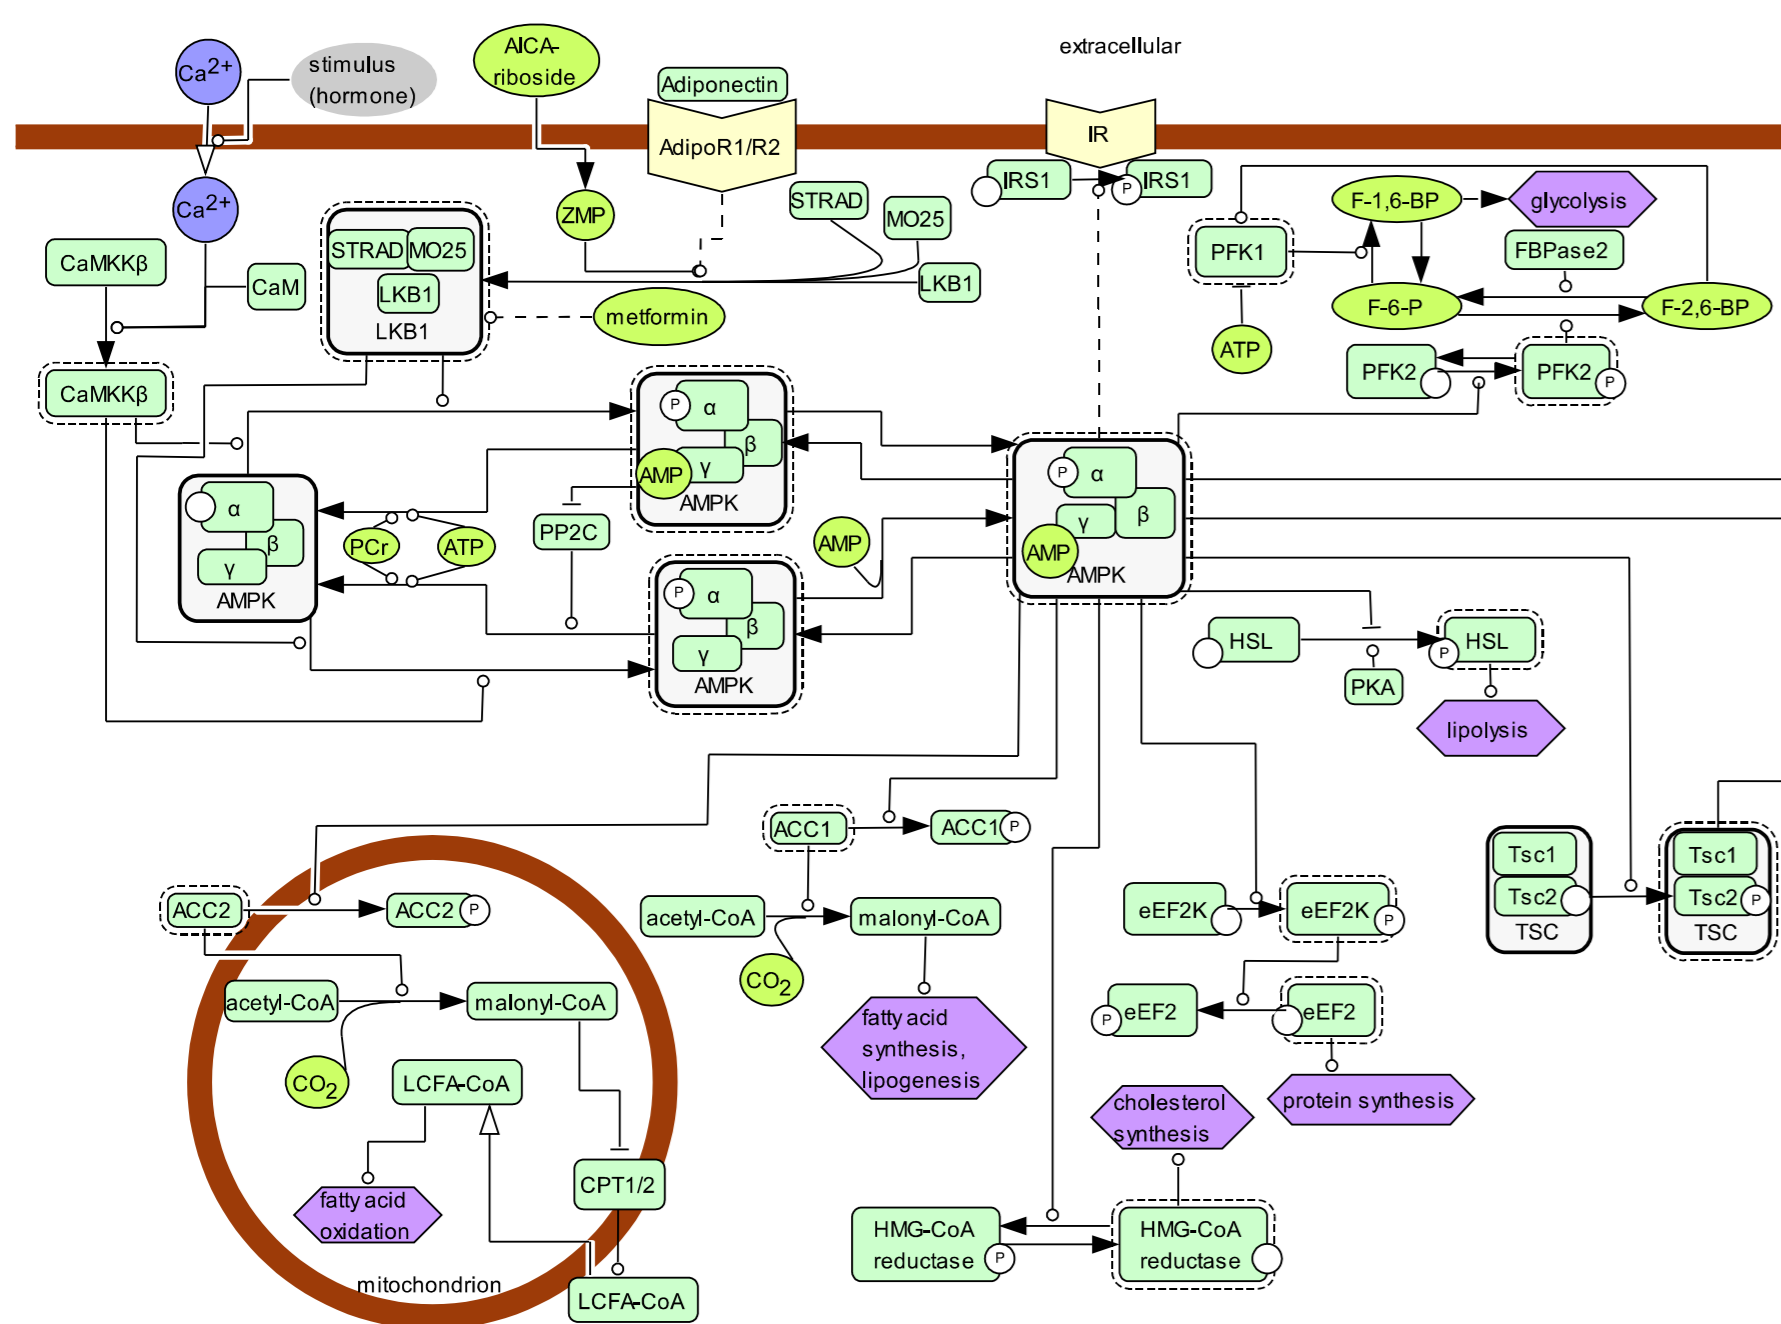 Ca2+
stimulus
(hormone)
AICA-
riboside
Adiponectin
extracellular
AdipoR1/R2
IR
Ca2+
ZMP
STRAD
MO25
IRS1
P
IRS1
F-1,6-BP
glycolysis
CaMKKβ
CaM
STRAD
MO25
LKB1
LKB1
LKB1
metformin
PFK1
FBPase2
F-6-P
F-2,6-BP
ATP
PFK2
PFK2
P
CaMKKβ
P
α
β
γ
AMP
AMPK
α
β
γ
AMPK
PCr
ATP
PP2C
AMP
P
α
β
γ
AMP
AMPK
P
α
β
γ
AMPK
HSL
P
HSL
PKA
lipolysis
ACC1
ACC1
P
Tsc1
Tsc2
TSC
Tsc1
Tsc2
P
TSC
ACC2
ACC2
P
acetyl-CoA
malonyl-CoA
CO2
eEF2K
eEF2K
P
acetyl-CoA
malonyl-CoA
CO2
P
eEF2
eEF2
fatty acid
synthesis,
lipogenesis
LCFA-CoA
cholesterol
synthesis
protein synthesis
fatty acid
oxidation
CPT1/2
HMG-CoA
reductase
P
HMG-CoA
reductase
mitochondrion
LCFA-CoA